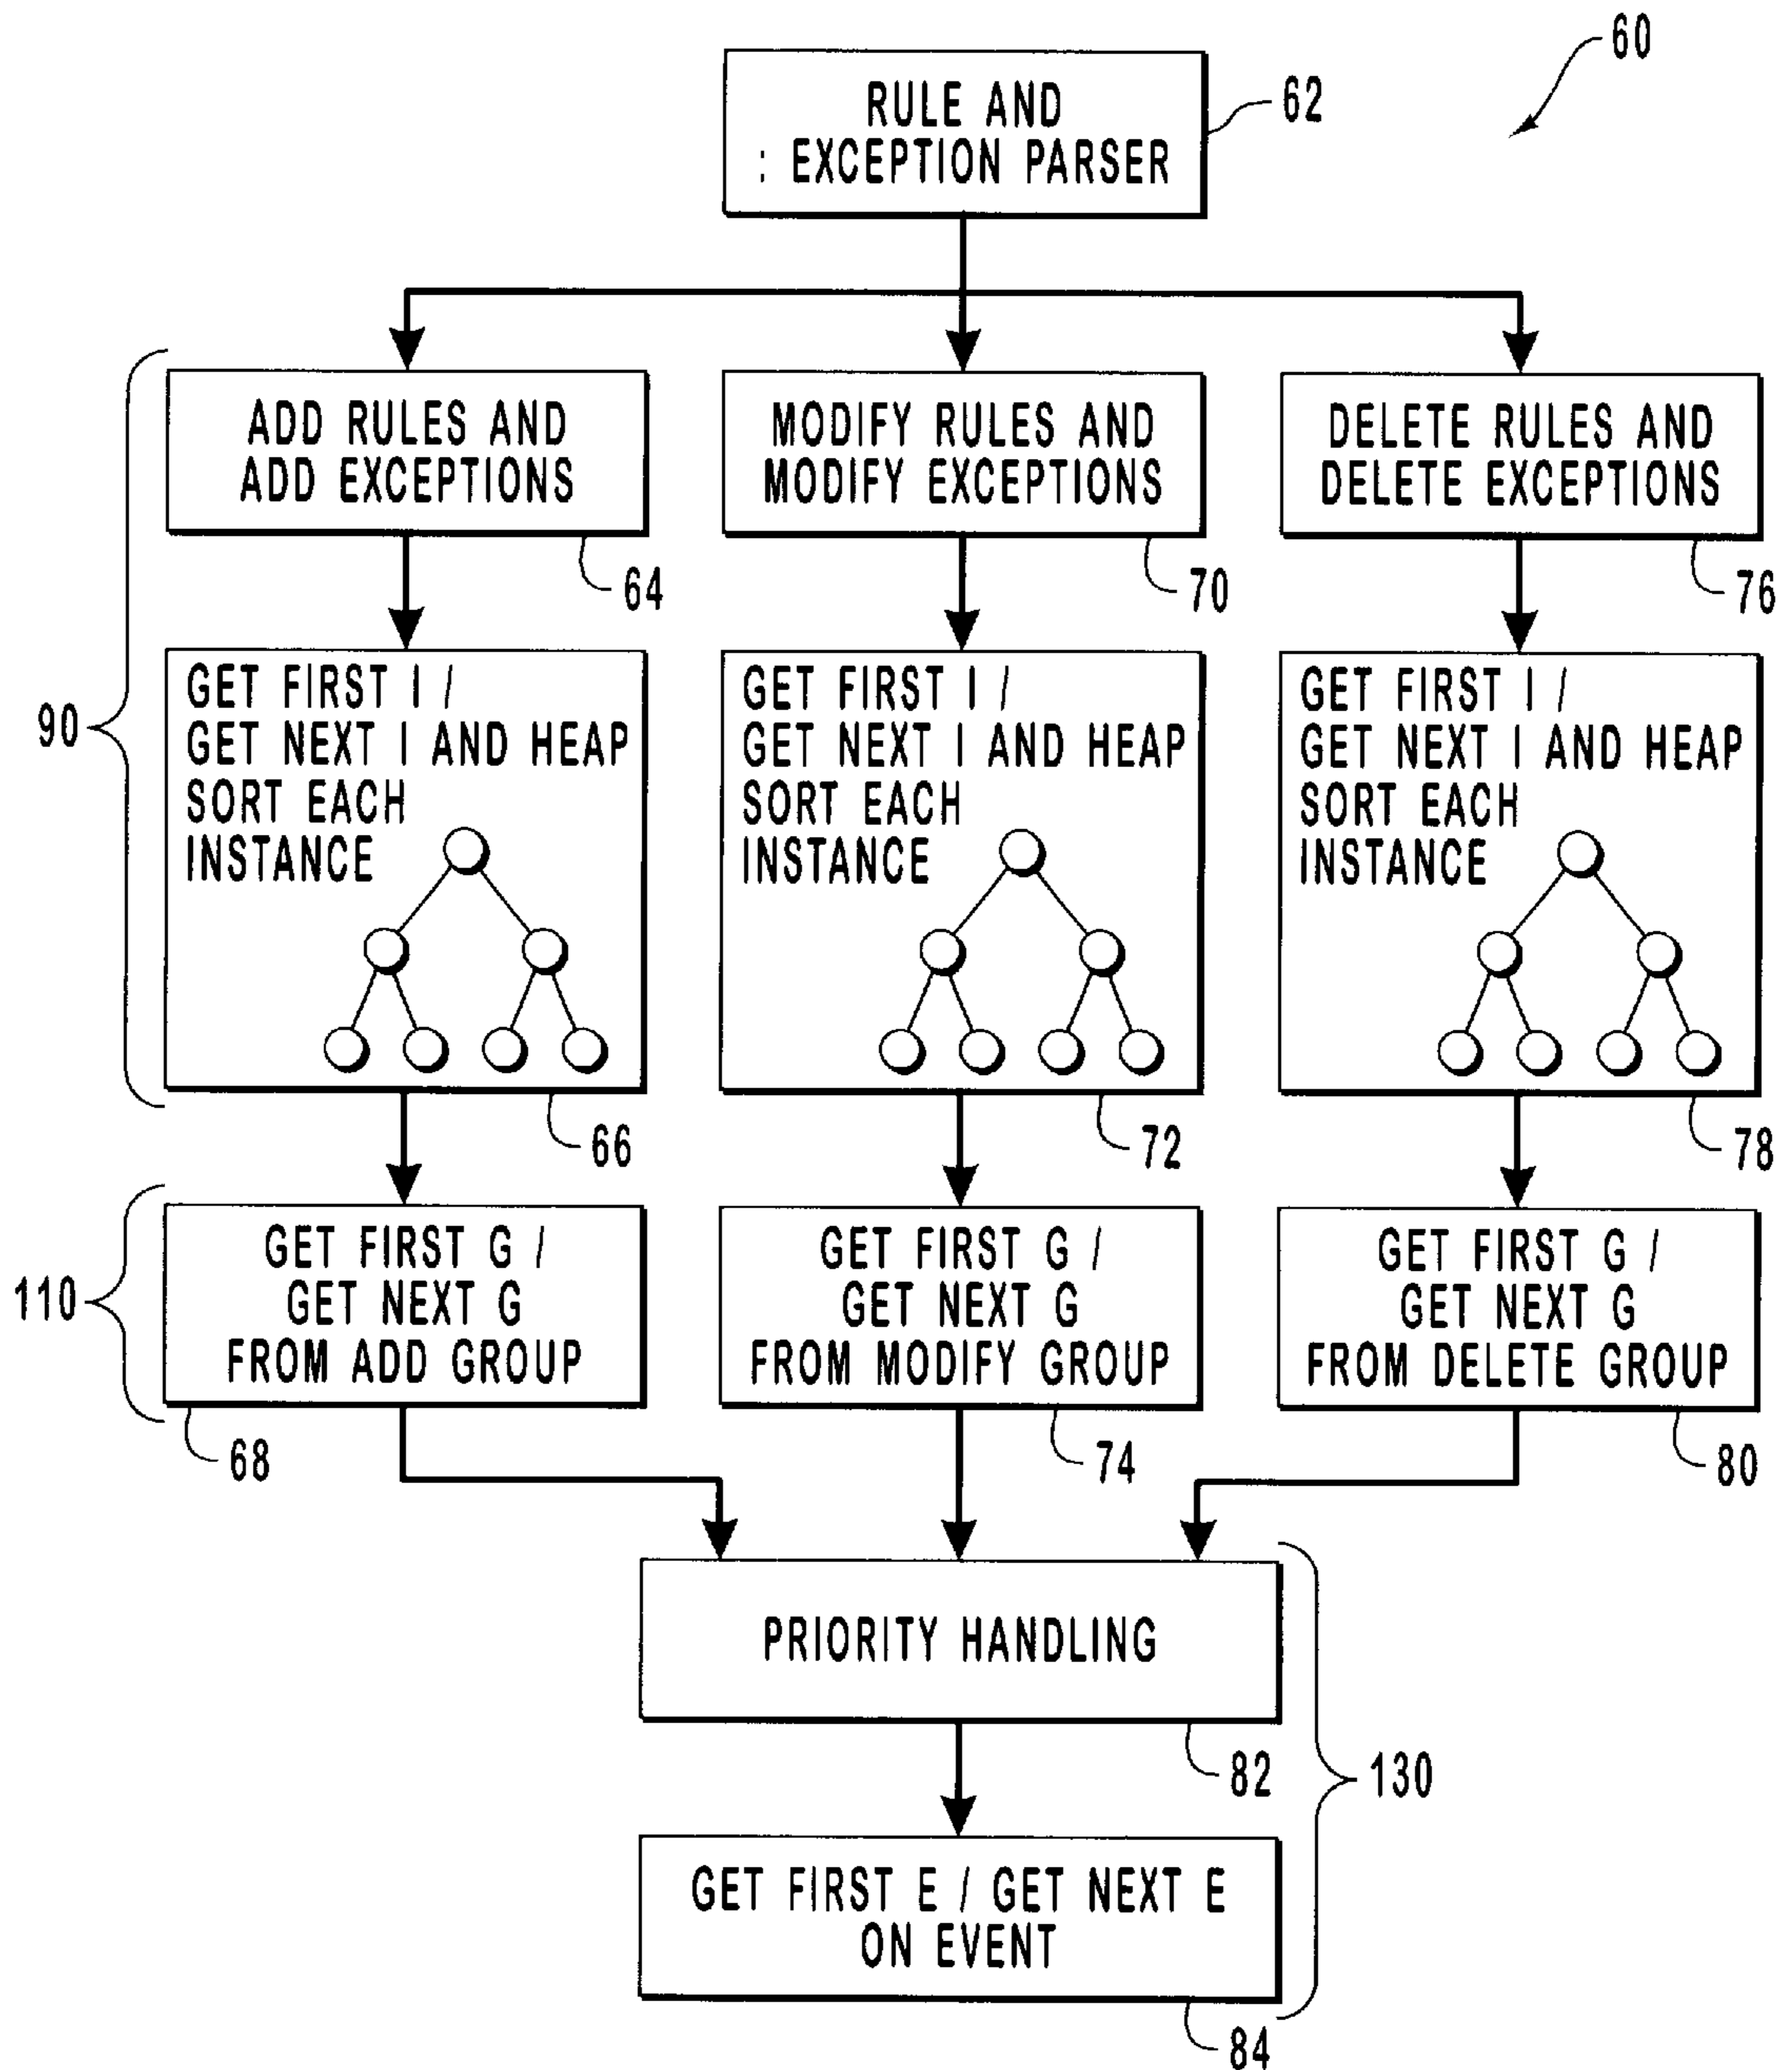 60
RULE AND
: EXCEPTION PARSER
62
ADD RULES AND
ADD EXCEPTIONS
64
MODIFY RULES AND
MODIFY EXCEPTIONS
70
DELETE RULES AND
DELETE EXCEPTIONS
76
90
GET FIRST I /
GET NEXT I AND HEAP
SORT EACH
INSTANCE
66
GET FIRST I /
GET NEXT I AND HEAP
SORT EACH
INSTANCE
72
GET FIRST I /
GET NEXT I AND HEAP
SORT EACH
INSTANCE
78
110
GET FIRST G /
GET NEXT G
FROM ADD GROUP
68
GET FIRST G /
GET NEXT G
FROM MODIFY GROUP
74
GET FIRST G /
GET NEXT G
FROM DELETE GROUP
80
PRIORITY HANDLING
82
130
GET FIRST E / GET NEXT E
ON EVENT
84